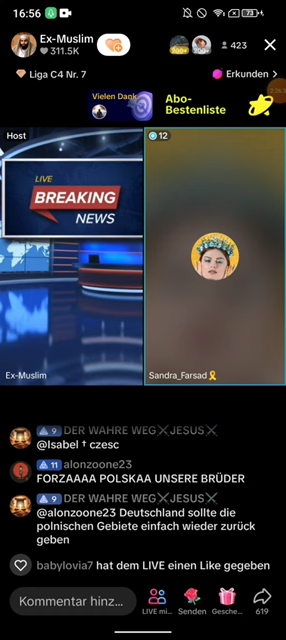 16:56
73
Ex-Muslim
311.5K
700+
700+
423
Liga C4 Nr. 7
Erkunden >
Vielen Dank
Abo-
Bestenliste
Host
12
LIVE
BREAKING
NEWS
Ex-Muslim
Sandra_Farsad🎗
9 DER WAHRE WEG⚔JESUS⚔
@Isabel † czesc
11 alonzoone23
FORZAAAA POLSKAA UNSERE BRÜDER
9 DER WAHRE WEG⚔JESUS⚔
@alonzoone23 Deutschland sollte die
polnischen Gebiete einfach wieder zurück
geben
babylovia7 hat dem LIVE einen Like gegeben
Kommentar hinz...
LIVE mi...
Senden
Gesche...
619